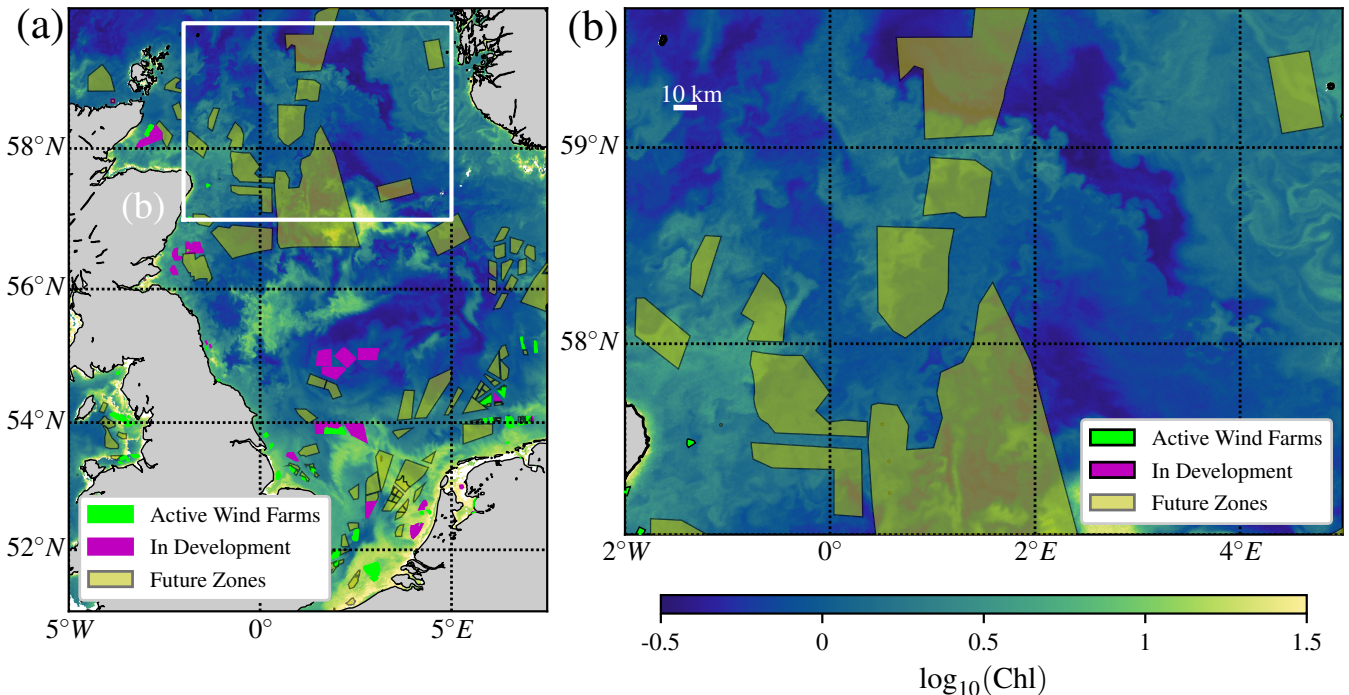 (a)
(b)
58°N
56°N
54°N
52°N
5°W
0°
5°E
Active Wind Farms
In Development
Future Zones
(b)
10 km
59°N
58°N
2°W
0°
2°E
4°E
Active Wind Farms
In Development
Future Zones
-0.5
0
0.5
1
1.5
log₁₀(Chl)